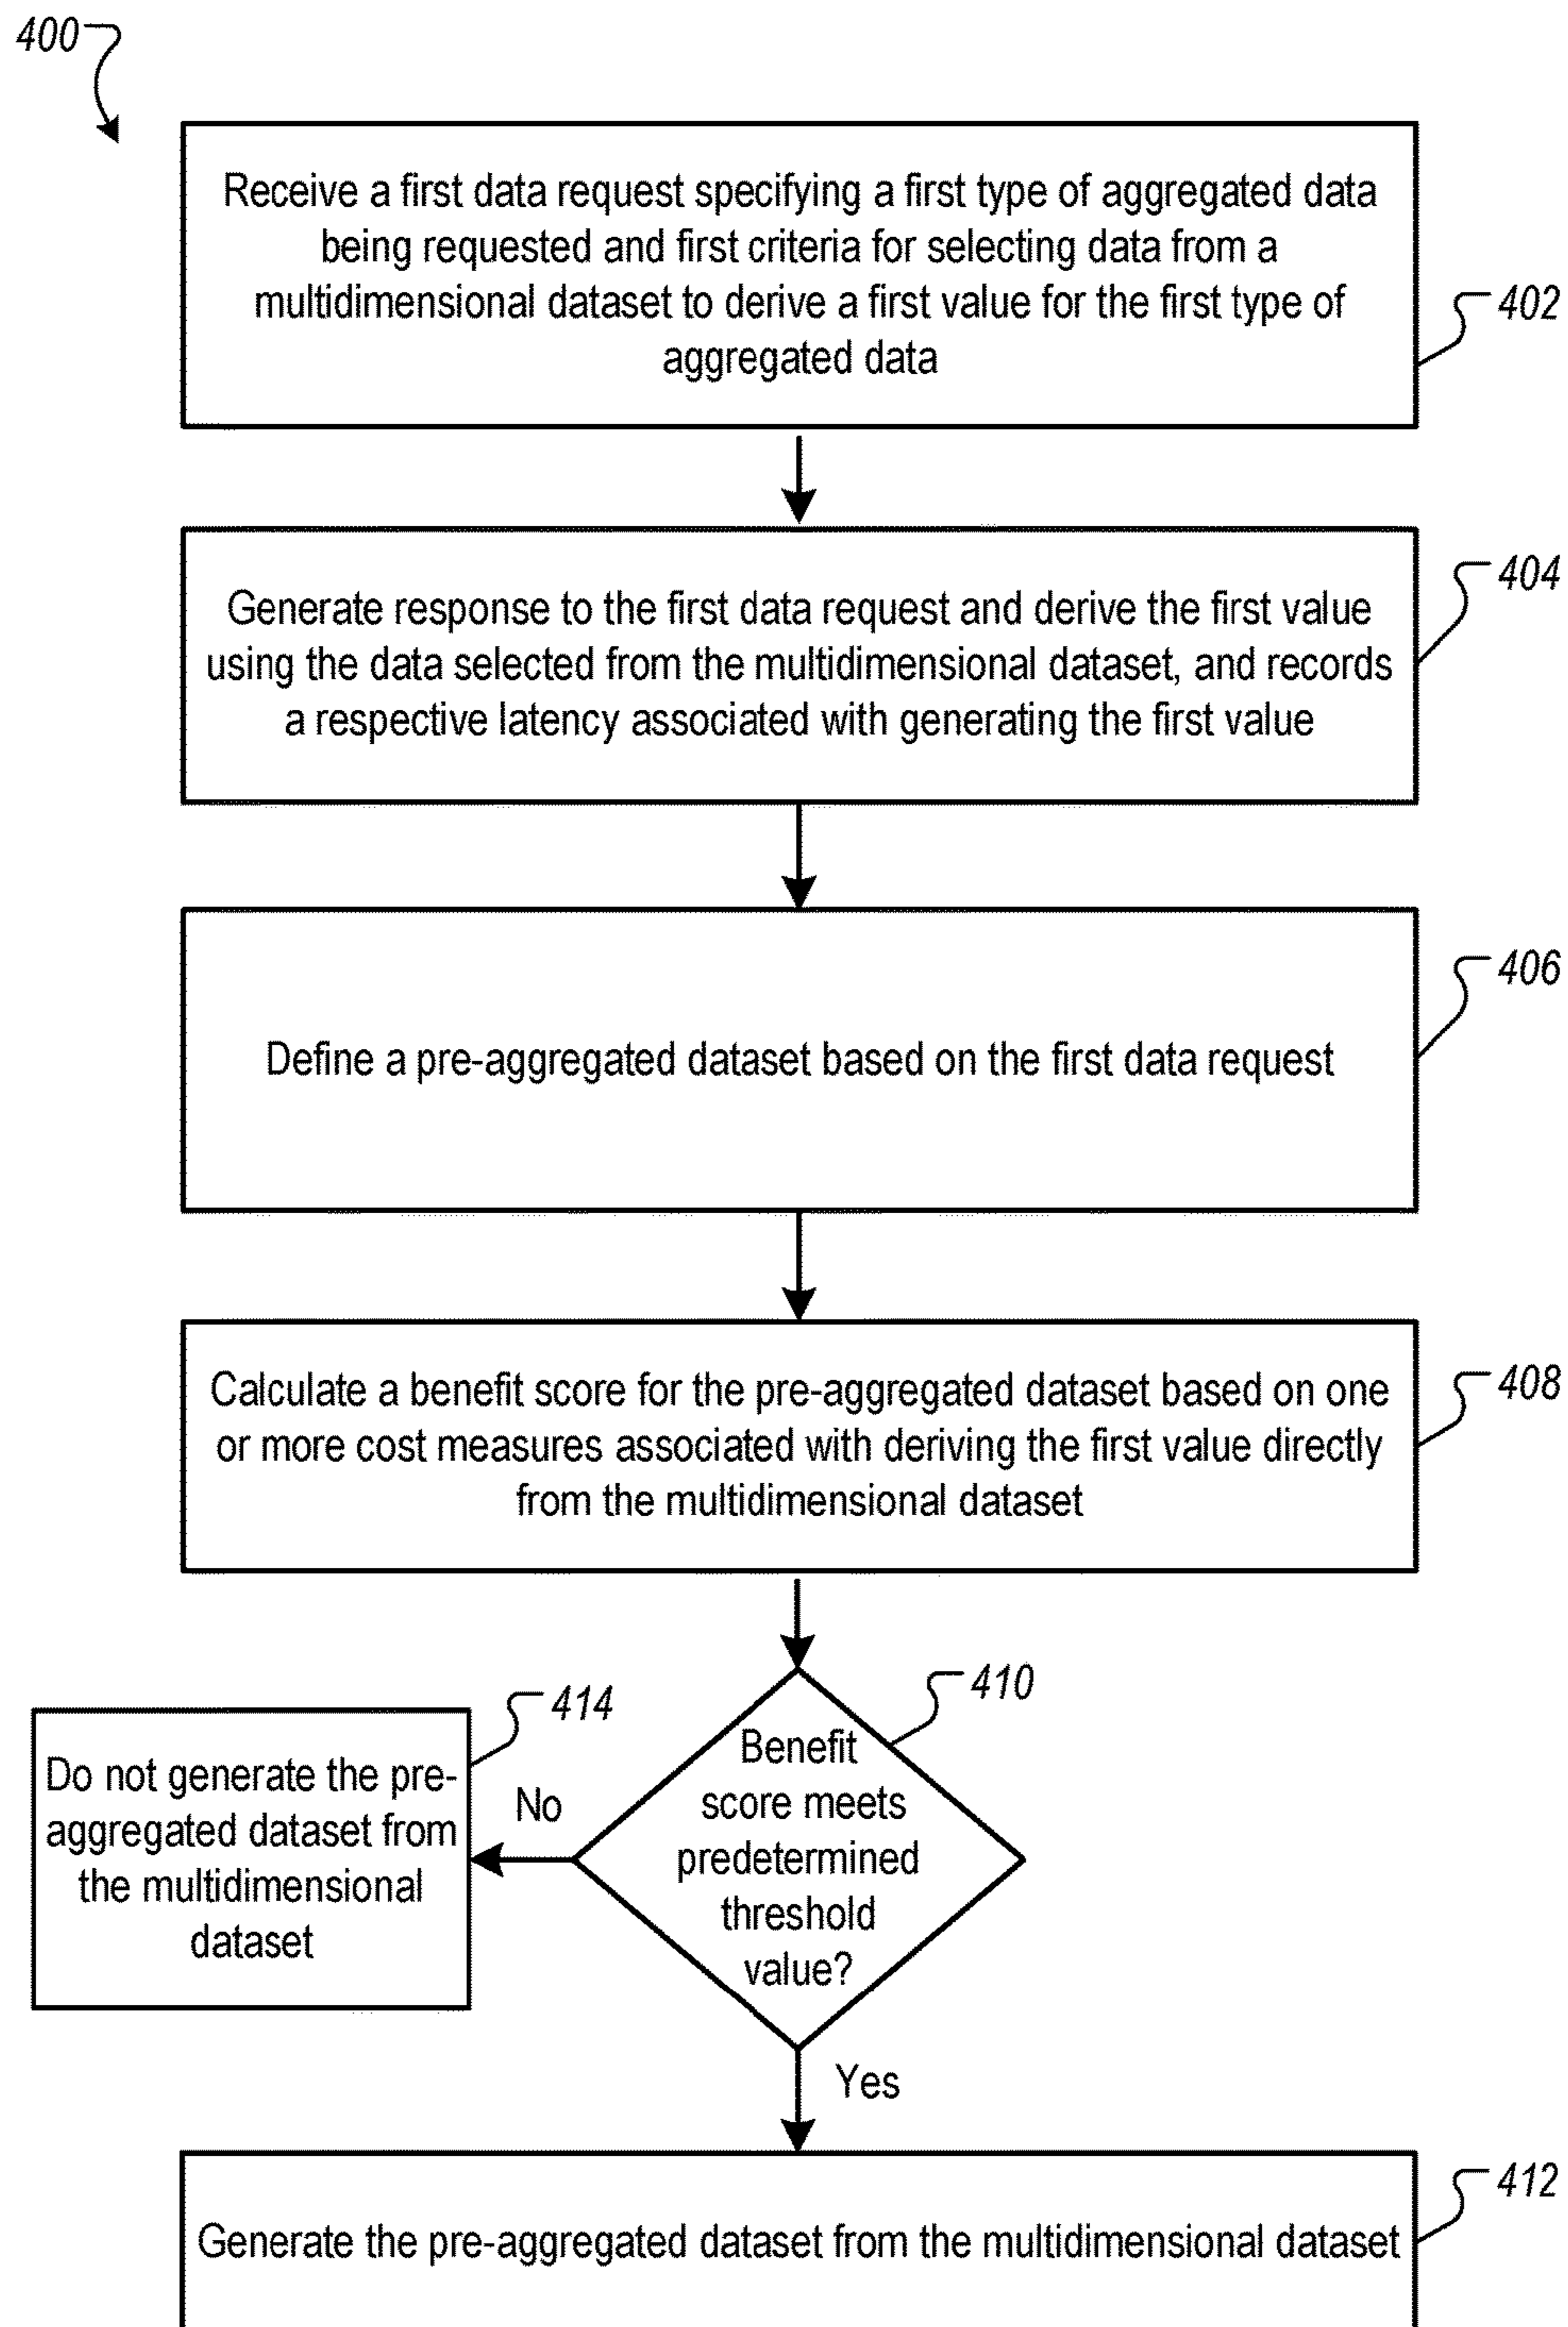 400
Receive a first data request specifying a first type of aggregated data
being requested and first criteria for selecting data from a
multidimensional dataset to derive a first value for the first type of
aggregated data
402
Generate response to the first data request and derive the first value
using the data selected from the multidimensional dataset, and records
a respective latency associated with generating the first value
404
Define a pre-aggregated dataset based on the first data request
406
Calculate a benefit score for the pre-aggregated dataset based on one
or more cost measures associated with deriving the first value directly
from the multidimensional dataset
408
Benefit
score meets
predetermined
threshold
value?
410
No
Do not generate the pre-
aggregated dataset from
the multidimensional
dataset
414
Yes
Generate the pre-aggregated dataset from the multidimensional dataset
412